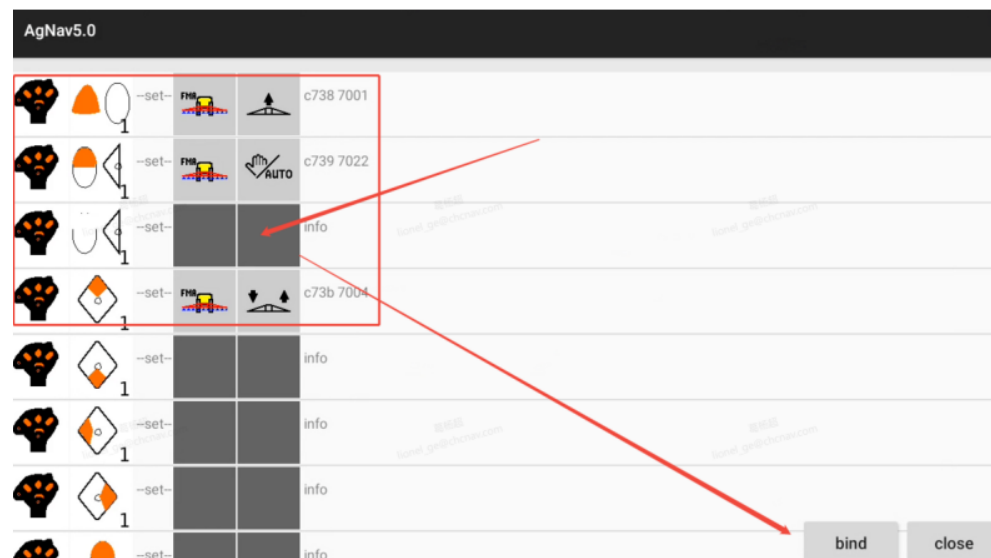 AgNav5.0
1 --set-- FMA c738 7001
1 --set-- FMA AUTO c739 7022
1 --set-- info
1 --set-- FMA c73b 7004
1 --set-- info
1 --set-- info
1 --set-- info
--set-- info
bind close